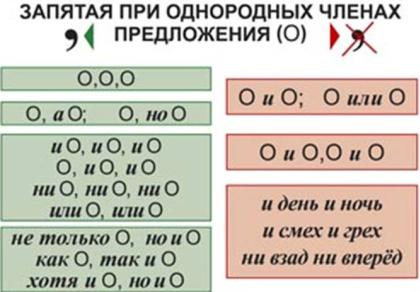 ЗАПЯТАЯ ПРИ ОДНОРОДНЫХ ЧЛЕНАХ
ПРЕДЛОЖЕНИЯ (О)
,
,
О,О,О
О, а О; О, но О
и О, и О, и О
О, и О, и О
ни О, ни О, ни О
или О, или О
не только О, но и О
как О, так и О
хотя и О, но и О
О и О; О или О
О и О,О и О
и день и ночь
и смех и грех
ни взад ни вперёд